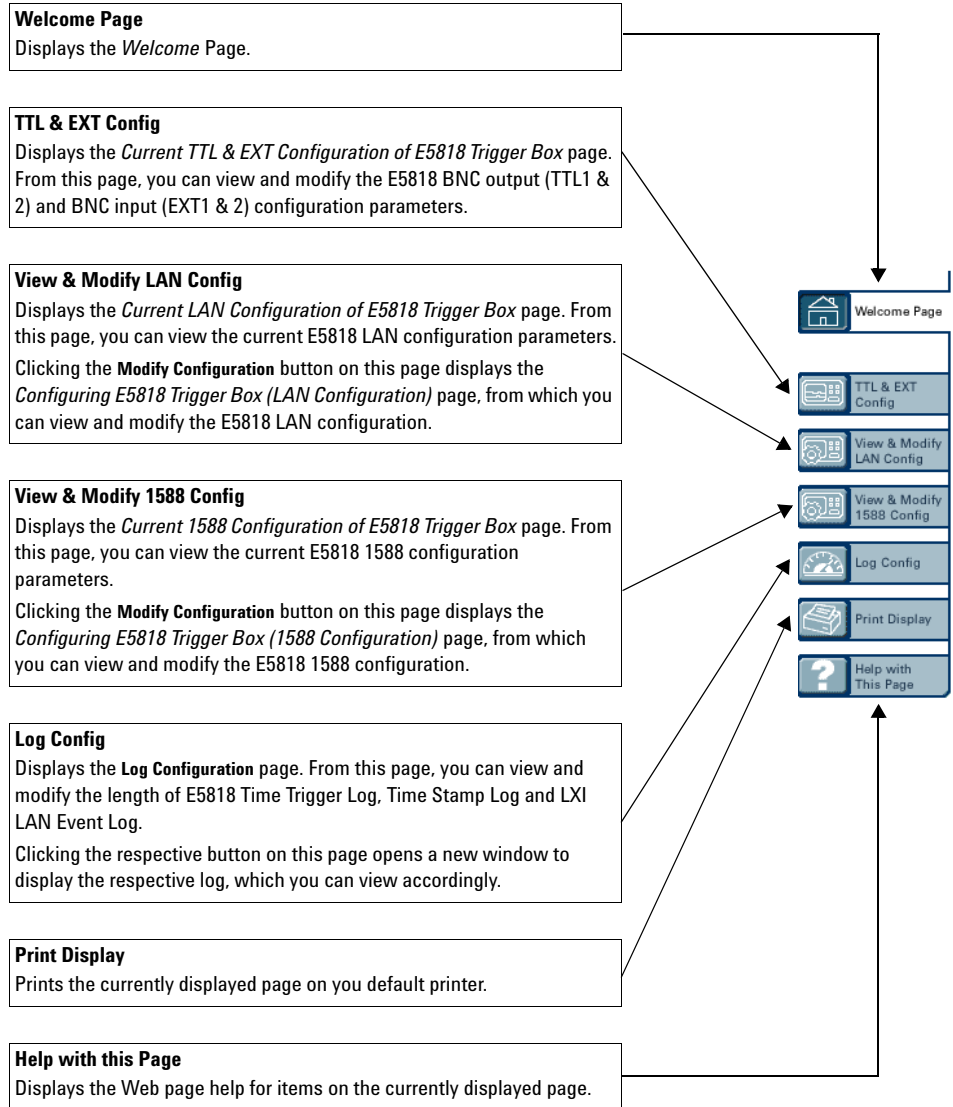 Welcome Page
Displays the Welcome Page.
TTL & EXT Config
Displays the Current TTL & EXT Configuration of E5818 Trigger Box page.
From this page, you can view and modify the E5818 BNC output (TTL1 &
2) and BNC input (EXT1 & 2) configuration parameters.
View & Modify LAN Config
Displays the Current LAN Configuration of E5818 Trigger Box page. From
this page, you can view the current E5818 LAN configuration parameters.
Clicking the Modify Configuration button on this page displays the
Configuring E5818 Trigger Box (LAN Configuration) page, from which you
can view and modify the E5818 LAN configuration.
View & Modify 1588 Config
Displays the Current 1588 Configuration of E5818 Trigger Box page. From
this page, you can view the current E5818 1588 configuration
parameters.
Clicking the Modify Configuration button on this page displays the
Configuring E5818 Trigger Box (1588 Configuration) page, from which
you can view and modify the E5818 1588 configuration.
Log Config
Displays the Log Configuration page. From this page, you can view and
modify the length of E5818 Time Trigger Log, Time Stamp Log and LXI
LAN Event Log.
Clicking the respective button on this page opens a new window to
display the respective log, which you can view accordingly.
Print Display
Prints the currently displayed page on you default printer.
Help with this Page
Displays the Web page help for items on the currently displayed page.
Welcome Page
TTL & EXT
Config
View & Modify
LAN Config
View & Modify
1588 Config
Log Config
Print Display
Help with
This Page